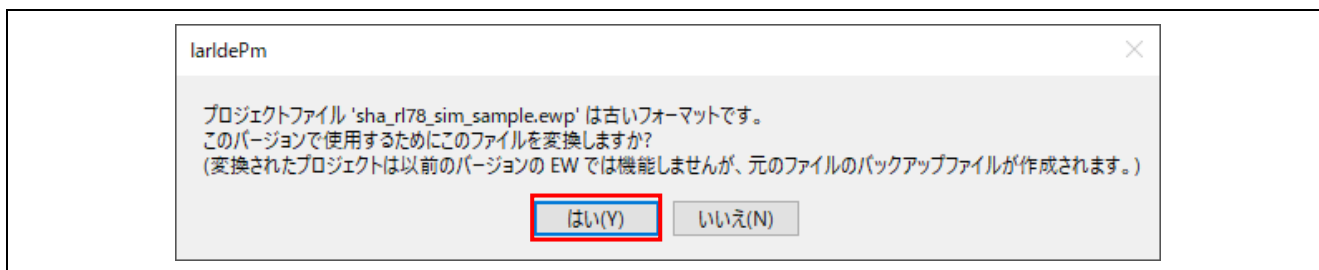 IarIdePm
プロジェクトファイル 'sha_rl78_sim_sample.ewp' は古いフォーマットです。
このバージョンで使用するためにこのファイルを変換しますか?
(変換されたプロジェクトは以前のバージョンの EW では機能しませんが、元のファイルのバックアップファイルが作成されます。)
はい(Y)
いいえ(N)